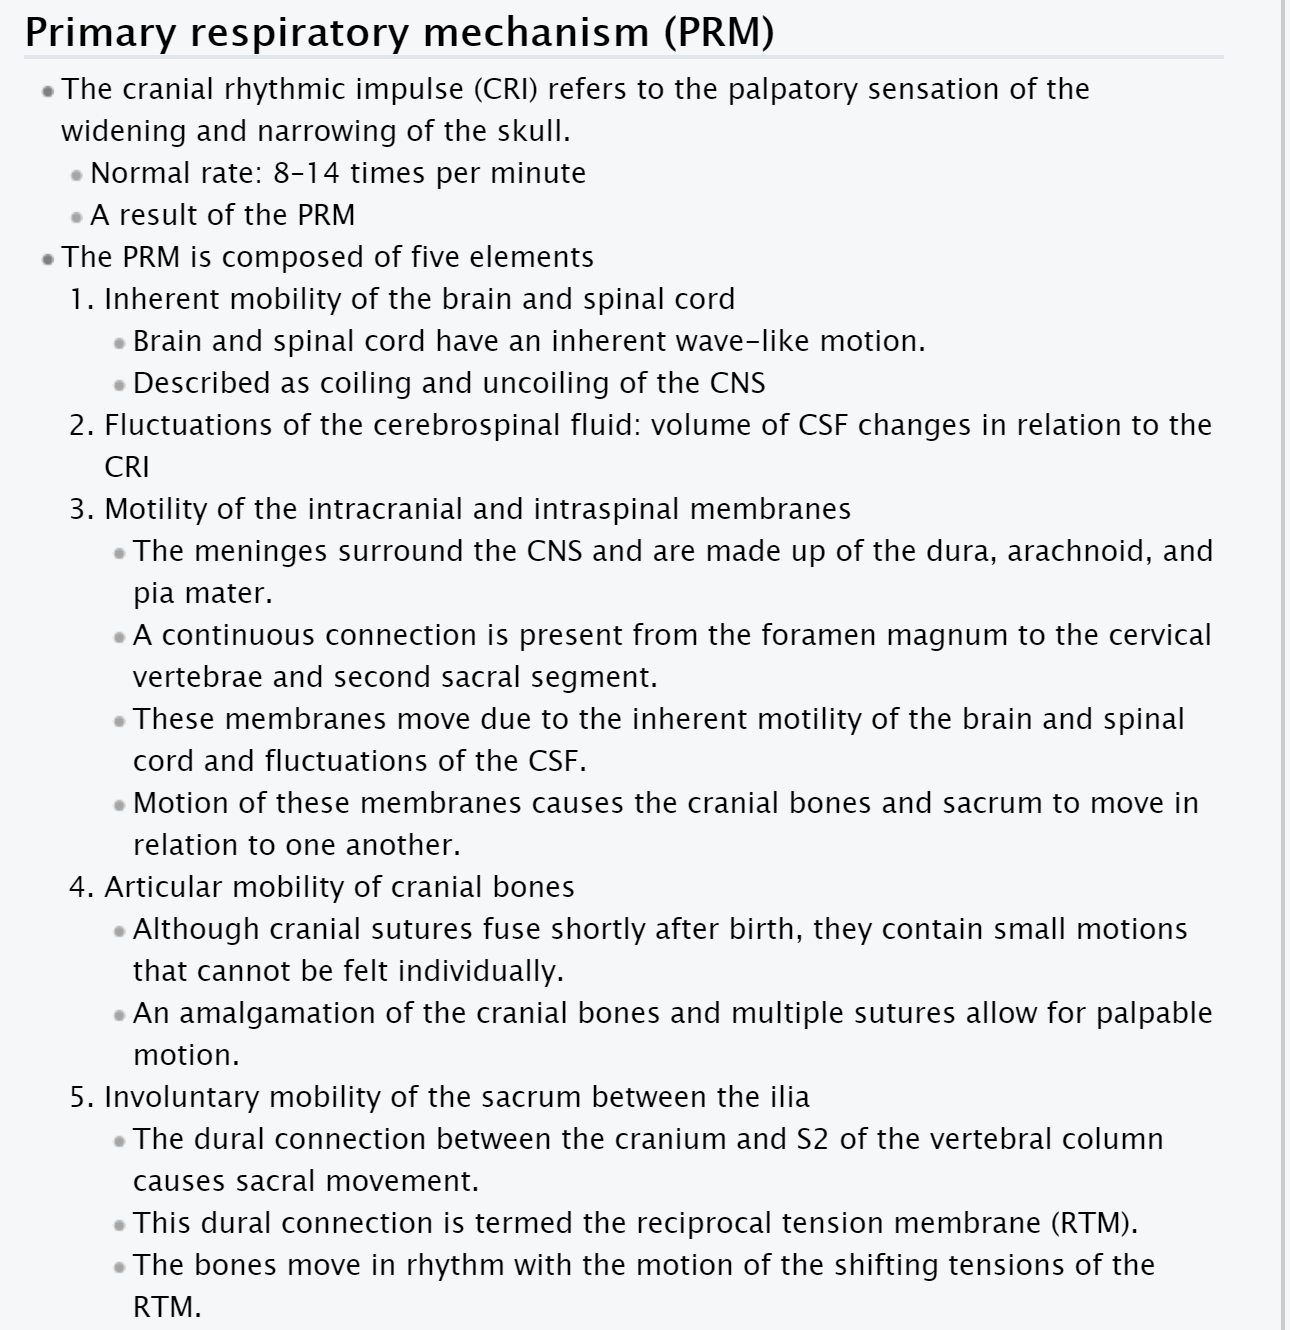 Primary respiratory mechanism (PRM)
The cranial rhythmic impulse (CRI) refers to the palpatory sensation of the
widening and narrowing of the skull.
Normal rate: 8–14 times per minute
A result of the PRM
The PRM is composed of five elements
1. Inherent mobility of the brain and spinal cord
Brain and spinal cord have an inherent wave-like motion.
Described as coiling and uncoiling of the CNS
2. Fluctuations of the cerebrospinal fluid: volume of CSF changes in relation to the
CRI
3. Motility of the intracranial and intraspinal membranes
The meninges surround the CNS and are made up of the dura, arachnoid, and
pia mater.
A continuous connection is present from the foramen magnum to the cervical
vertebrae and second sacral segment.
These membranes move due to the inherent motility of the brain and spinal
cord and fluctuations of the CSF.
Motion of these membranes causes the cranial bones and sacrum to move in
relation to one another.
4. Articular mobility of cranial bones
Although cranial sutures fuse shortly after birth, they contain small motions
that cannot be felt individually.
An amalgamation of the cranial bones and multiple sutures allow for palpable
motion.
5. Involuntary mobility of the sacrum between the ilia
The dural connection between the cranium and S2 of the vertebral column
causes sacral movement.
This dural connection is termed the reciprocal tension membrane (RTM).
The bones move in rhythm with the motion of the shifting tensions of the
RTM.